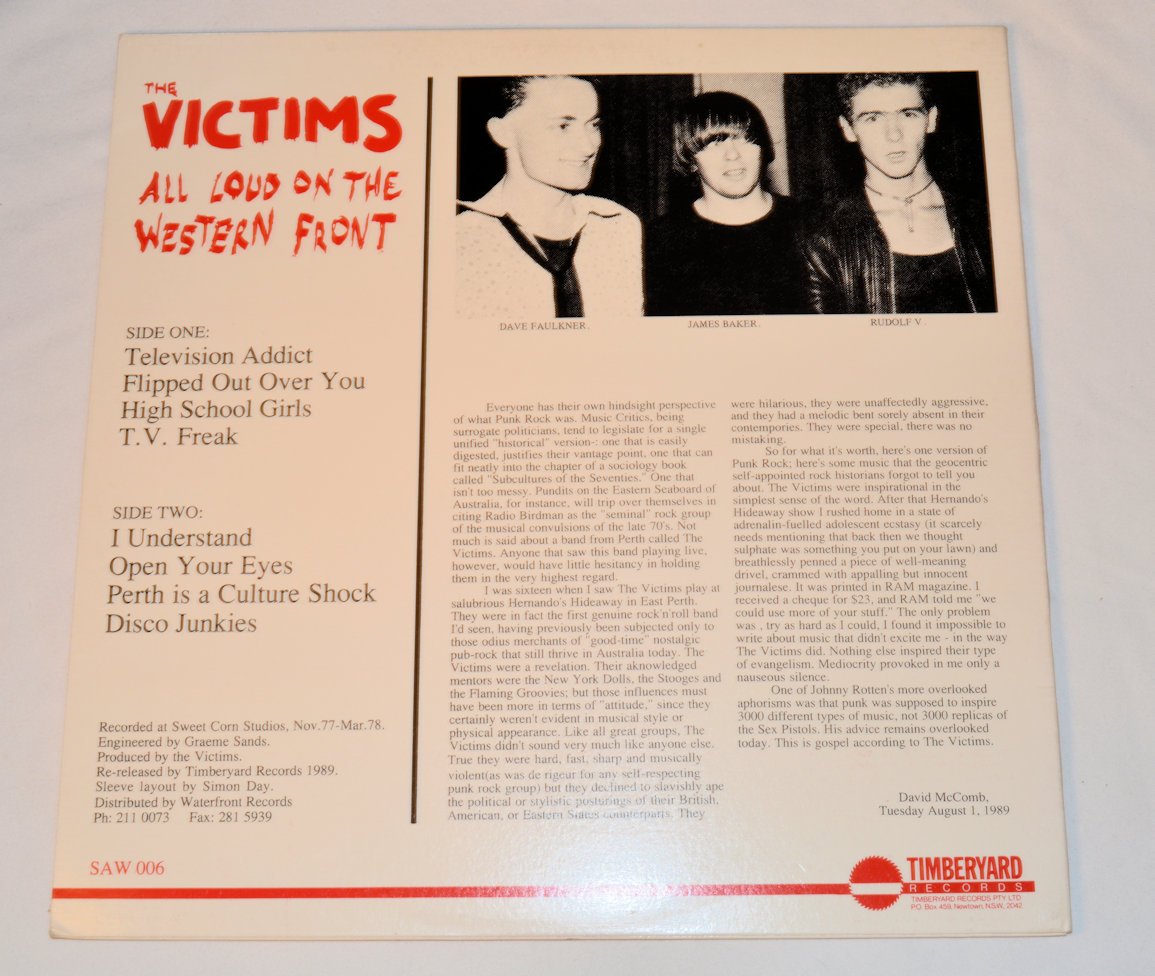 THE
VICTIMS
ALL LOUD ON THE
WESTERN FRONT
SIDE ONE:
Television Addict
Flipped Out Over You
High School Girls
T.V. Freak
SIDE TWO:
I Understand
Open Your Eyes
Perth is a Culture Shock
Disco Junkies
Recorded at Sweet Corn Studios, Nov.77-Mar.78.
Engineered by Graeme Sands.
Produced by the Victims.
Re-released by Timberyard Records 1989.
Sleeve layout by Simon Day.
Distributed by Waterfront Records
Ph: 211 0073 Fax: 281 5939
SAW 006
DAVE FAULKNER.
JAMES BAKER.
RUDOLF V.
Everyone has their own hindsight perspective
of what Punk Rock was. Music Critics, being
surrogate politicians, tend to legislate for a single
unified "historical" version-: one that is easily
digested, justifies their vantage point, one that can
fit neatly into the chapter of a sociology book
called "Subcultures of the Seventies." One that
isn't too messy. Pundits on the Eastern Seaboard of
Australia, for instance, will trip over themselves in
citing Radio Birdman as the "seminal" rock group
of the musical convulsions of the late 70's. Not
much is said about a band from Perth called The
Victims. Anyone that saw this band playing live,
however, would have little hesitancy in holding
them in the very highest regard.
I was sixteen when I saw The Victims play at
salubrious Hernando's Hideaway in East Perth.
They were in fact the first genuine rock'n'roll band
I'd seen, having previously been subjected only to
those odius merchants of "good-time" nostalgic
pub-rock that still thrive in Australia today. The
Victims were a revelation. Their aknowledged
mentors were the New York Dolls, the Stooges and
the Flaming Groovies; but those influences must
have been more in terms of "attitude," since they
certainly weren't evident in musical style or
physical appearance. Like all great groups, The
Victims didn't sound very much like anyone else.
True they were hard, fast, sharp and musically
violent(as was de rigeur for any self-respecting
punk rock group) but they declined to slavishly ape
the political or stylistic posturings of their British,
American, or Eastern States counterparts. They
were hilarious, they were unaffectedly aggressive,
and they had a melodic bent sorely absent in their
contempories. They were special, there was no
mistaking.
So for what it's worth, here's one version of
Punk Rock; here's some music that the geocentric
self-appointed rock historians forgot to tell you
about. The Victims were inspirational in the
simplest sense of the word. After that Hernando's
Hideaway show I rushed home in a state of
adrenalin-fuelled adolescent ecstasy (it scarcely
needs mentioning that back then we thought
sulphate was something you put on your lawn) and
breathlessly penned a piece of well-meaning
drivel, crammed with appalling but innocent
journalese. It was printed in RAM magazine. I
received a cheque for $23, and RAM told me "we
could use more of your stuff." The only problem
was , try as hard as I could, I found it impossible to
write about music that didn't excite me - in the way
The Victims did. Nothing else inspired their type
of evangelism. Mediocrity provoked in me only a
nauseous silence.
One of Johnny Rotten's more overlooked
aphorisms was that punk was supposed to inspire
3000 different types of music, not 3000 replicas of
the Sex Pistols. His advice remains overlooked
today. This is gospel according to The Victims.
David McComb,
Tuesday August 1, 1989
TIMBERYARD
RECORDS
TIMBERYARD RECORDS PTY LTD
P.O. Box 459, Newtown, N.S.W. 2042